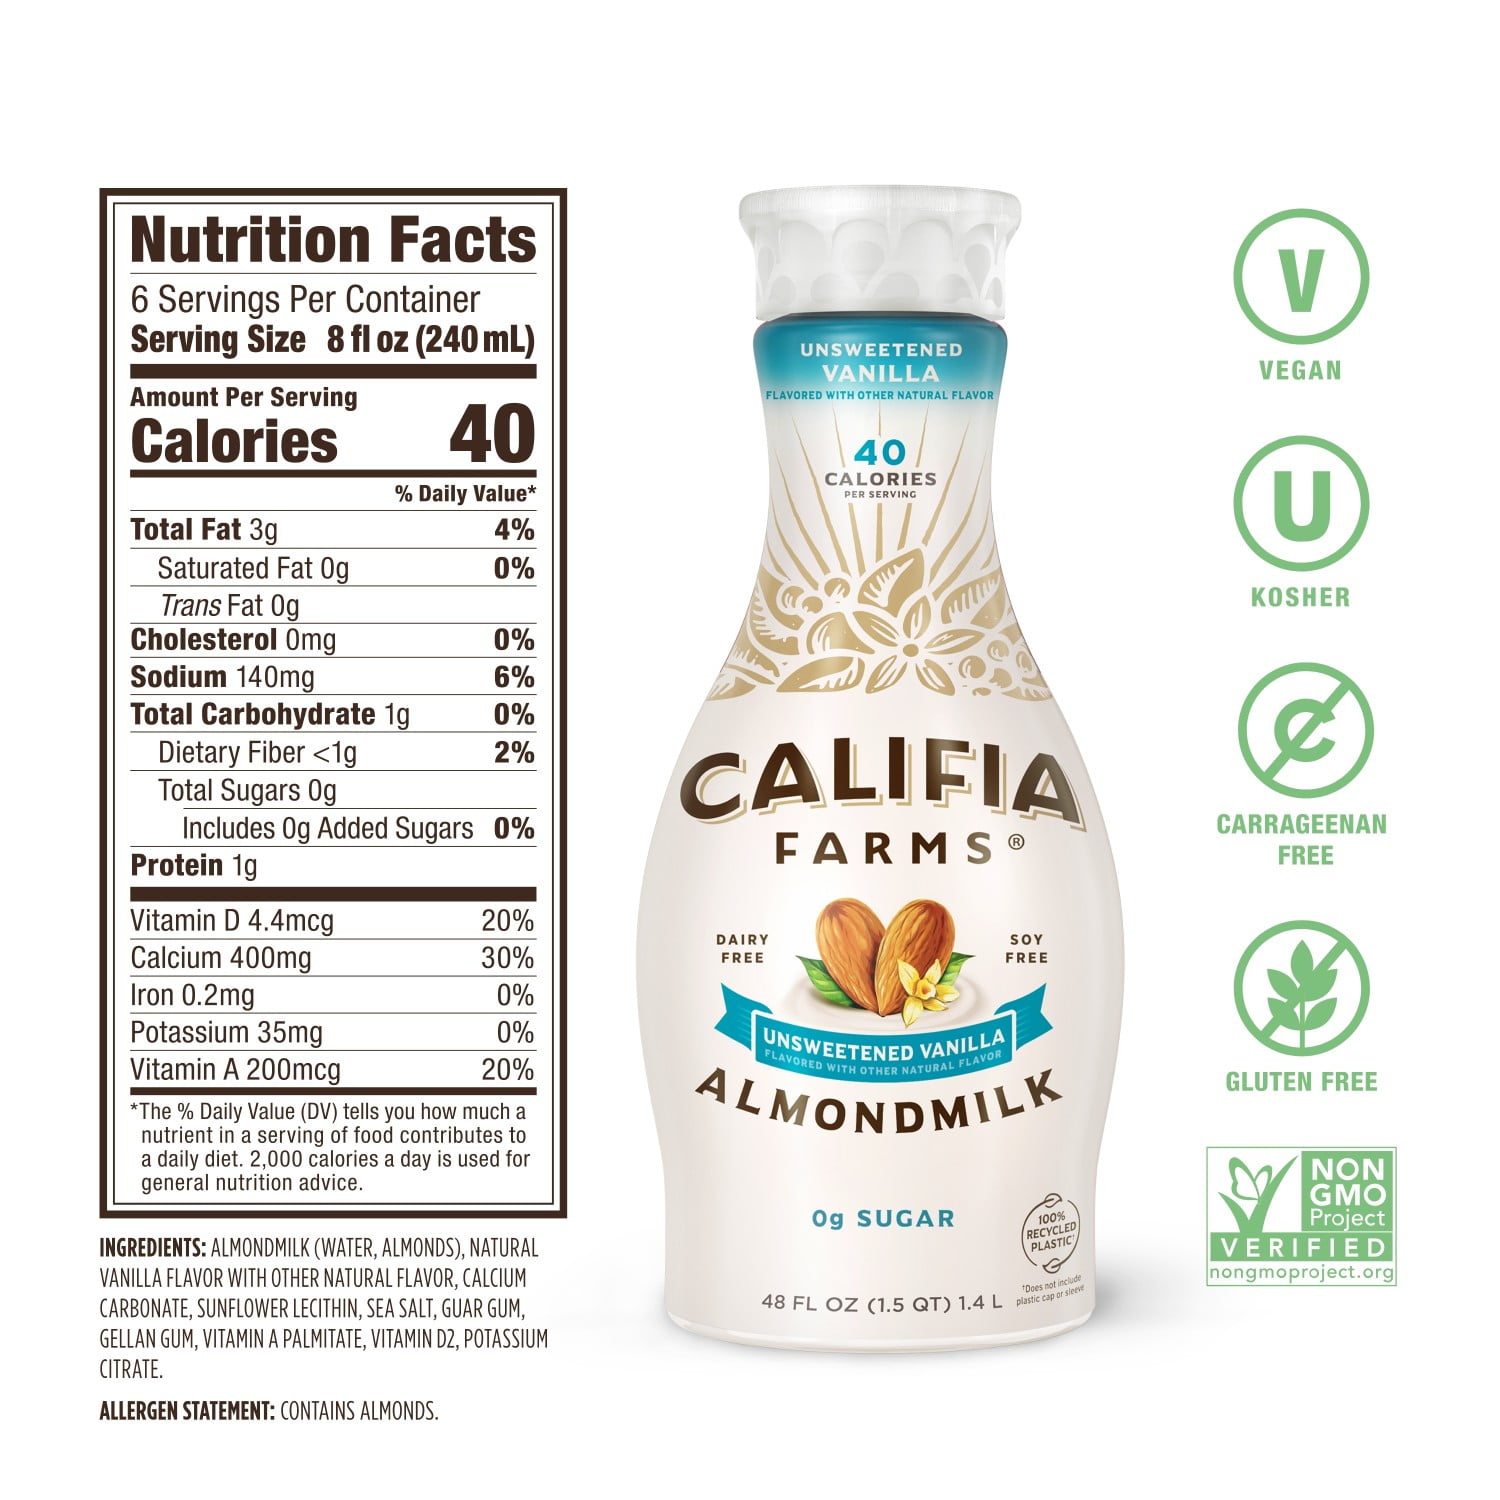 Nutrition Facts
6 Servings Per Container
Serving Size 8 fl oz (240 mL)
Amount Per Serving
Calories 40
% Daily Value*
Total Fat 3g 4%
Saturated Fat 0g 0%
Trans Fat 0g
Cholesterol 0mg 0%
Sodium 140mg 6%
Total Carbohydrate 1g 0%
Dietary Fiber <1g 2%
Total Sugars 0g
Includes 0g Added Sugars 0%
Protein 1g
Vitamin D 4.4mcg 20%
Calcium 400mg 30%
Iron 0.2mg 0%
Potassium 35mg 0%
Vitamin A 200mcg 20%
*The % Daily Value (DV) tells you how much a
nutrient in a serving of food contributes to
a daily diet. 2,000 calories a day is used for
general nutrition advice.
INGREDIENTS: ALMONDMILK (WATER, ALMONDS), NATURAL
VANILLA FLAVOR WITH OTHER NATURAL FLAVOR, CALCIUM
CARBONATE, SUNFLOWER LECITHIN, SEA SALT, GUAR GUM,
GELLAN GUM, VITAMIN A PALMITATE, VITAMIN D2, POTASSIUM
CITRATE.
ALLERGEN STATEMENT: CONTAINS ALMONDS.
UNSWEETENED
VANILLA
FLAVORED WITH OTHER NATURAL FLAVOR
40
CALORIES
PER SERVING
CALIFIA
FARMS®
DAIRY
FREE
SOY
FREE
UNSWEETENED VANILLA
FLAVORED WITH OTHER NATURAL FLAVOR
ALMONDMILK
0g SUGAR
100%
RECYCLED
PLASTIC†
†Does not include
plastic cap or sleeve
48 FL OZ (1.5 QT) 1.4 L
V
VEGAN
U
KOSHER
C
CARRAGEENAN
FREE
GLUTEN FREE
NON
GMO
Project
VERIFIED
nongmoproject.org